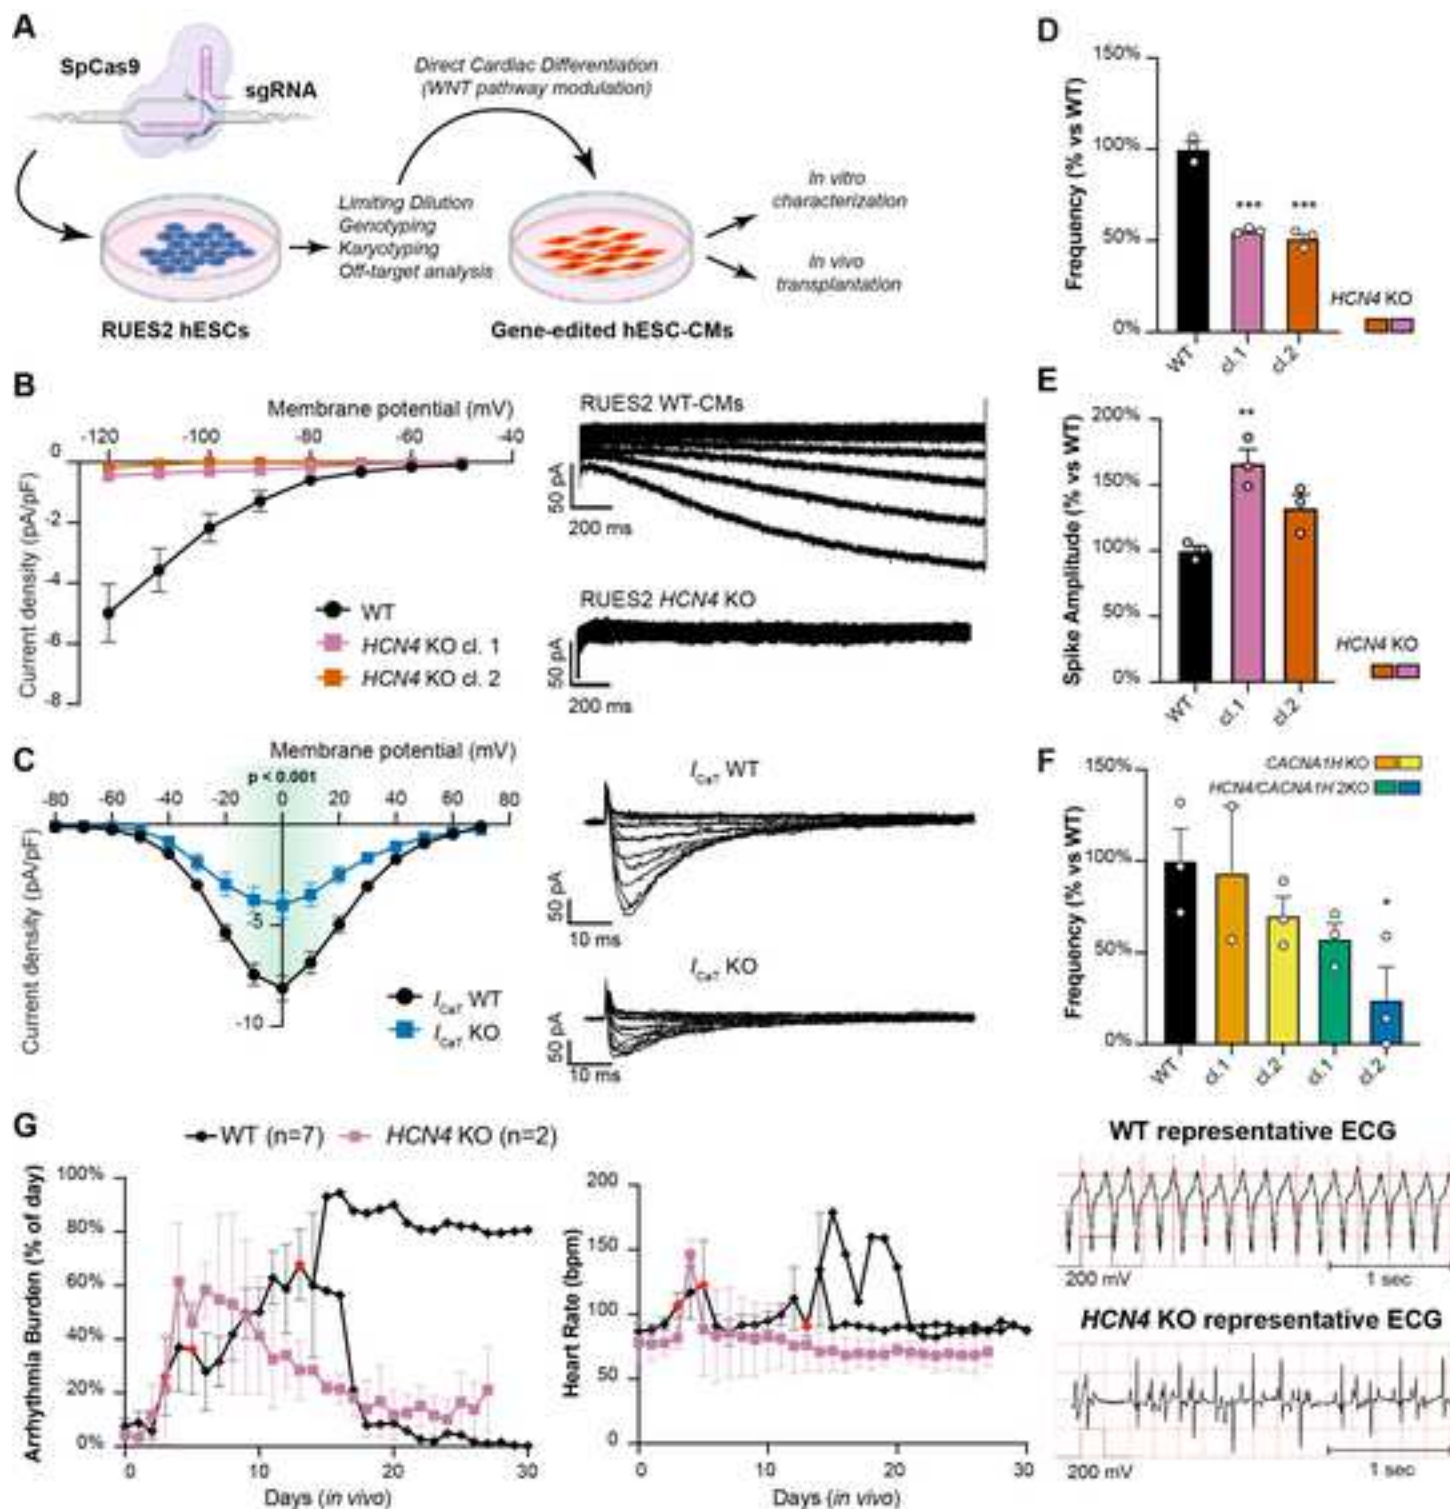 A
SpCas9
sgRNA
Direct Cardiac Differentiation
(WNT pathway modulation)
Limiting Dilution
Genotyping
Karyotyping
Off-target analysis
In vitro
characterization
In vivo
transplantation
RUES2 hESCs
Gene-edited hESC-CMs
B
Membrane potential (mV)
-120 -100 -80 -60 -40
0
-2
-4
-6
-8
Current density (pA/pF)
WT
HCN4 KO cl. 1
HCN4 KO cl. 2
RUES2 WT-CMs
50 pA
200 ms
RUES2 HCN4 KO
50 pA
200 ms
C
Membrane potential (mV)
p < 0.001
-80 -60 -40 -20 0 20 40 60 80
-5
-10
Current density (pA/pF)
I CaT WT
I CaT KO
I CaT WT
50 pA
10 ms
I CaT KO
50 pA
10 ms
D
150%
100%
50%
0%
Frequency (% vs WT)
*** ***
HCN4 KO
WT cl.1 cl.2
E
200%
150%
100%
50%
0%
Spike Amplitude (% vs WT)
**
HCN4 KO
WT cl.1 cl.2
F
150%
100%
50%
0%
Frequency (% vs WT)
CACNA1H KO
HCN4/CACNA1H 2KO
*
WT cl.1 cl.2 cl.1 cl.2
G
WT (n=7) HCN4 KO (n=2)
100%
80%
60%
40%
20%
0%
Arrhythmia Burden (% of day)
0 10 20 30
Days (in vivo)
200
150
100
50
0
Heart Rate (bpm)
0 10 20 30
Days (in vivo)
WT representative ECG
200 mV
1 sec
HCN4 KO representative ECG
200 mV
1 sec